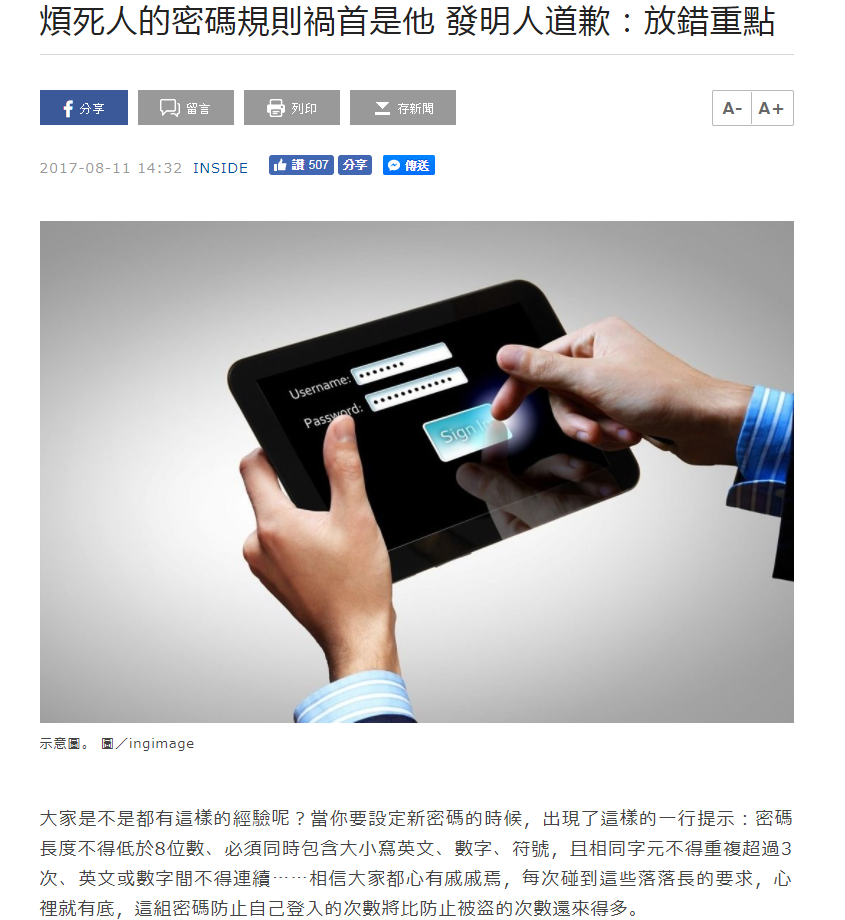 煩死人的密碼規則禍首是他 發明人道歉：放錯重點
分享
留言
列印
存新聞
A-
A+
2017-08-11 14:32 INSIDE 讚 507 分享 傳送
Username:
Password:
Sign In
示意圖。 圖／ingimage
大家是不是都有這樣的經驗呢？當你要設定新密碼的時候，出現了這樣的一行提示：密碼
長度不得低於8位數、必須同時包含大小寫英文、數字、符號，且相同字元不得重複超過3
次、英文或數字間不得連續⋯⋯相信大家都心有戚戚焉，每次碰到這些落落長的要求，心
裡就有底，這組密碼防止自己登入的次數將比防止被盜的次數還來得多。